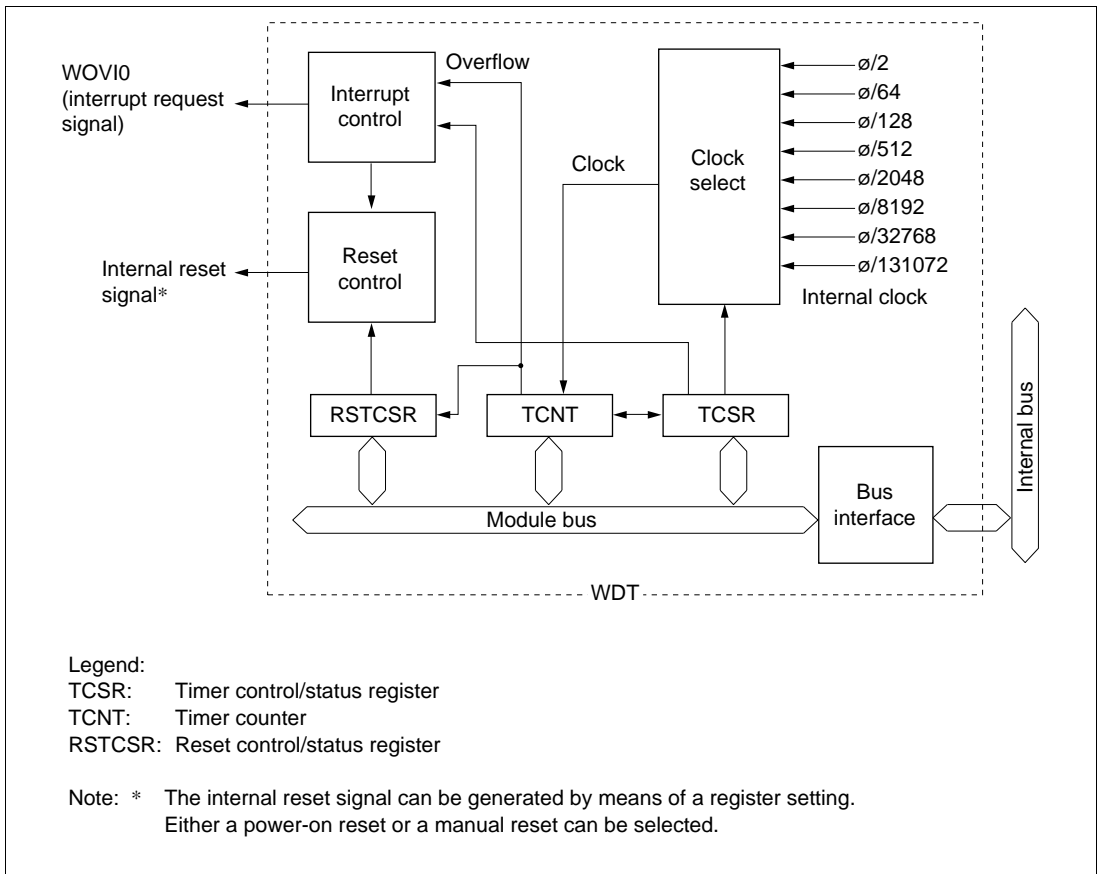 WOVI0
(interrupt request
signal)
Interrupt
control
Overflow
Clock
Clock
select
ø/2
ø/64
ø/128
ø/512
ø/2048
ø/8192
ø/32768
ø/131072
Internal clock
Internal reset
signal*
Reset
control
RSTCSR
TCNT
TCSR
Module bus
Bus
interface
Internal bus
WDT
Legend:
TCSR: Timer control/status register
TCNT: Timer counter
RSTCSR: Reset control/status register
Note: * The internal reset signal can be generated by means of a register setting.
Either a power-on reset or a manual reset can be selected.